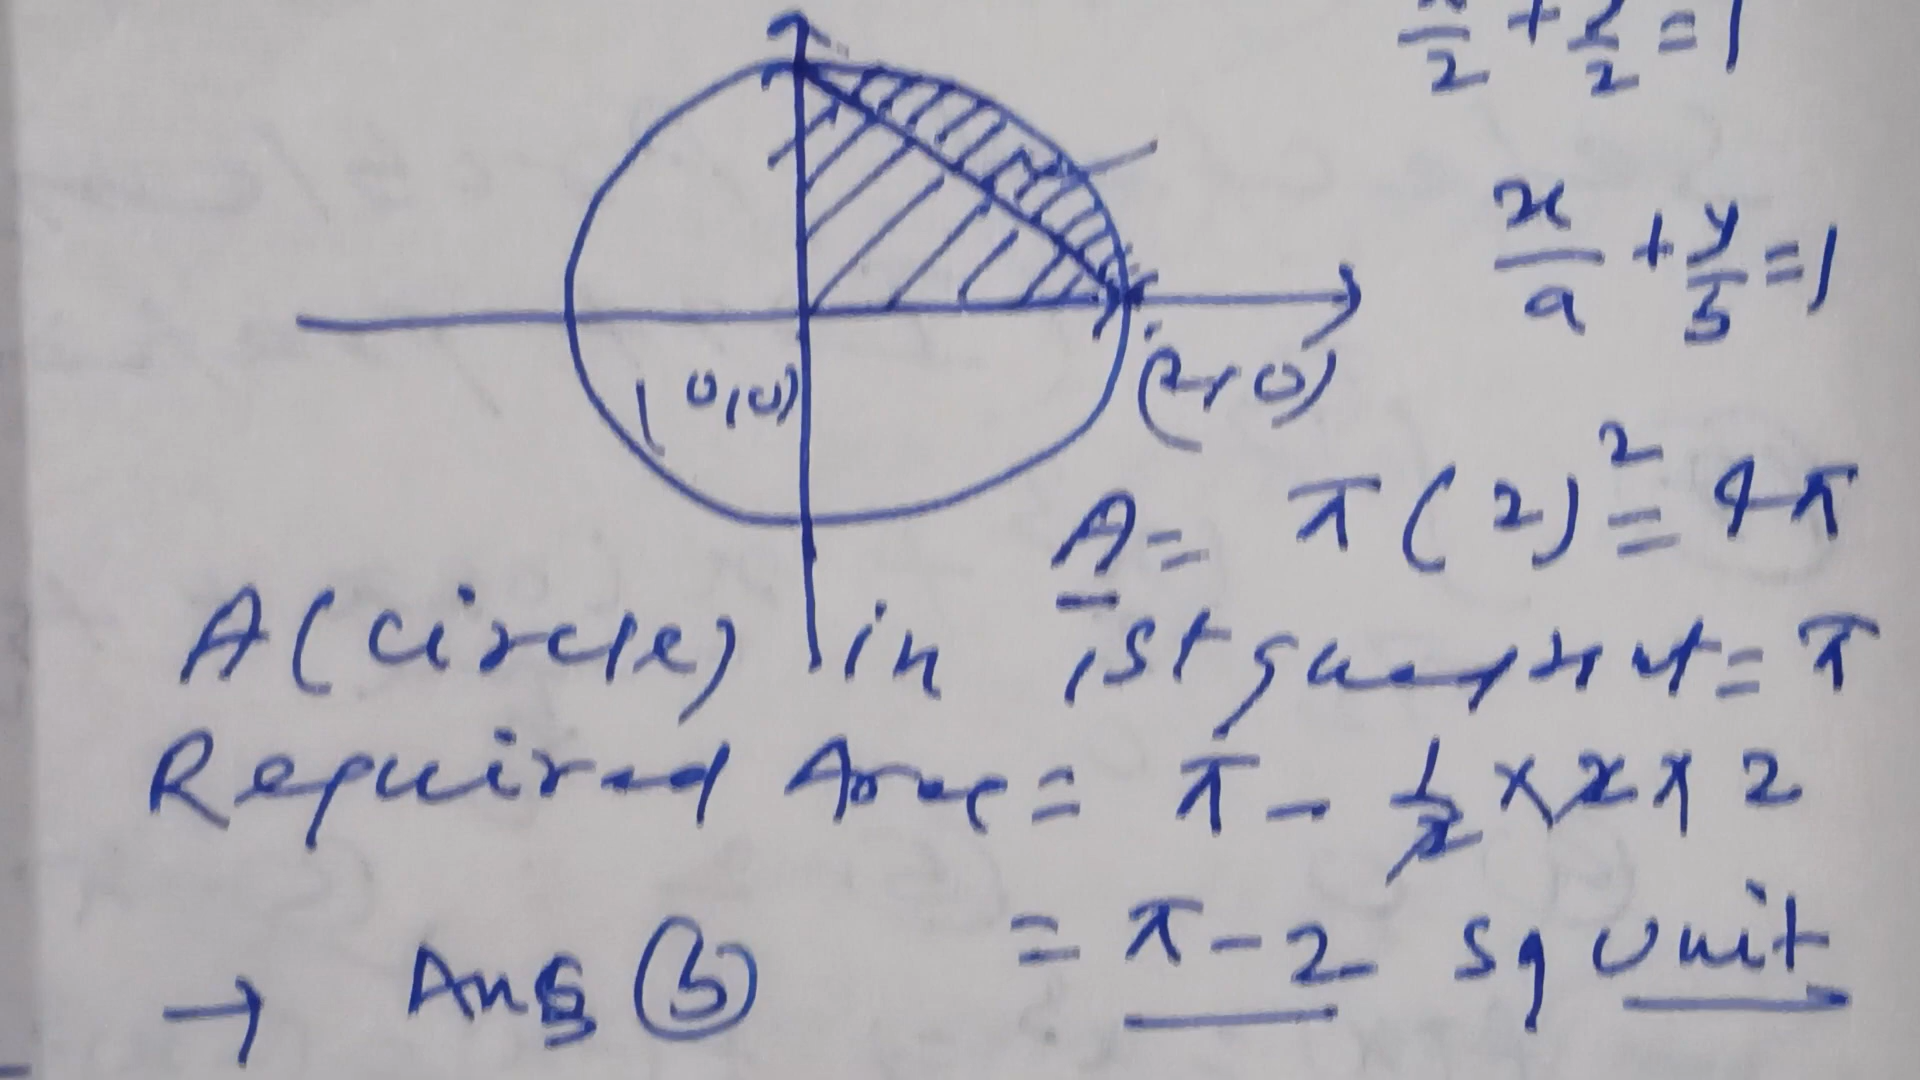 x/2 + y/2 = 1
x/a + y/b = 1
(0,0)
(2,0)
A = π(2)² = 4π
A(circle) in 1st quadrant = π
Required Area = π - 1/2 × 2 × 2
= π - 2 sq unit
→ Ans (b)